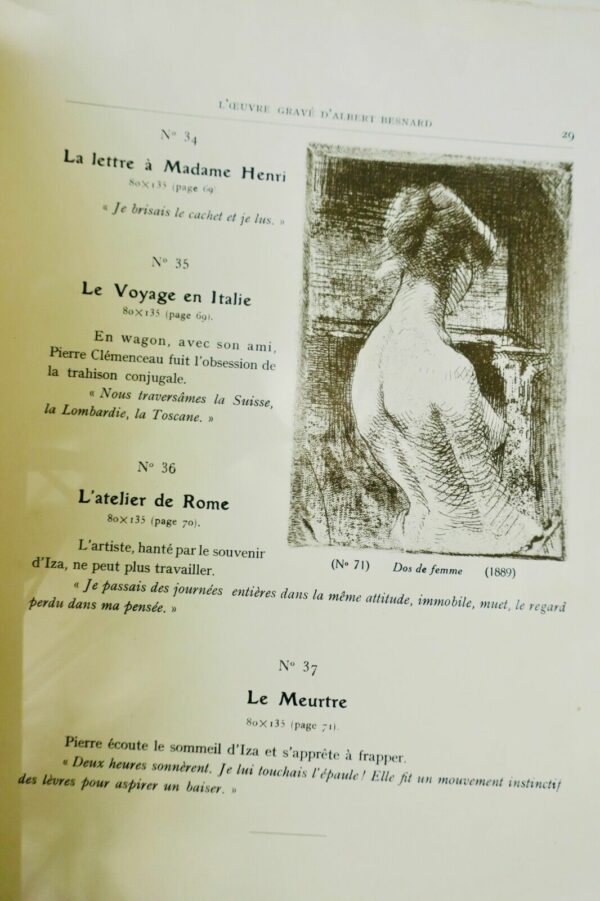 L'ŒUVRE GRAVÉ D'ALBERT BESNARD
29
N° 34
La lettre à Madame Henri
80×135 (page 69
« Je brisais le cachet et je lus. »
N° 35
Le Voyage en Italie
80×135 (page 69).
En wagon, avec son ami,
Pierre Clémenceau fuit l'obsession de
la trahison conjugale.
« Nous traversâmes la Suisse,
la Lombardie, la Toscane. »
N° 36
L'atelier de Rome
80×135 (page 70).
L'artiste, hanté par le souvenir
d'Iza, ne peut plus travailler.
« Je passais des journées entières dans la même attitude, immobile, muet, le regard
perdu dans ma pensée. »
(N° 71) Dos de femme (1889)
N° 37
Le Meurtre
80×135 (page 71).
Pierre écoute le sommeil d'Iza et s'apprête à frapper.
« Deux heures sonnèrent. Je lui touchais l'épaule ! Elle fit un mouvement instinctif
des lèvres pour aspirer un baiser. »